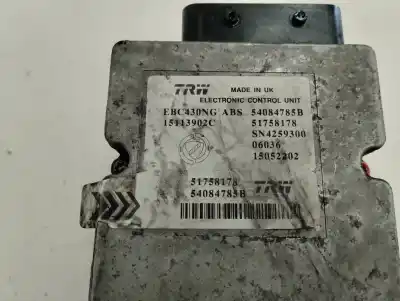 TRW MADE IN UK
ELECTRONIC CONTROL UNIT
EBC430NG ABS 54084785B
15113902C 51758178
SN4259300
06036
15052202
51758178 TRW
54084785B